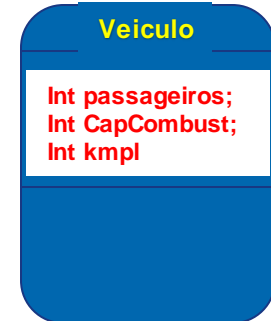 Veiculo
Int passageiros;
Int CapCombust;
Int kmpl